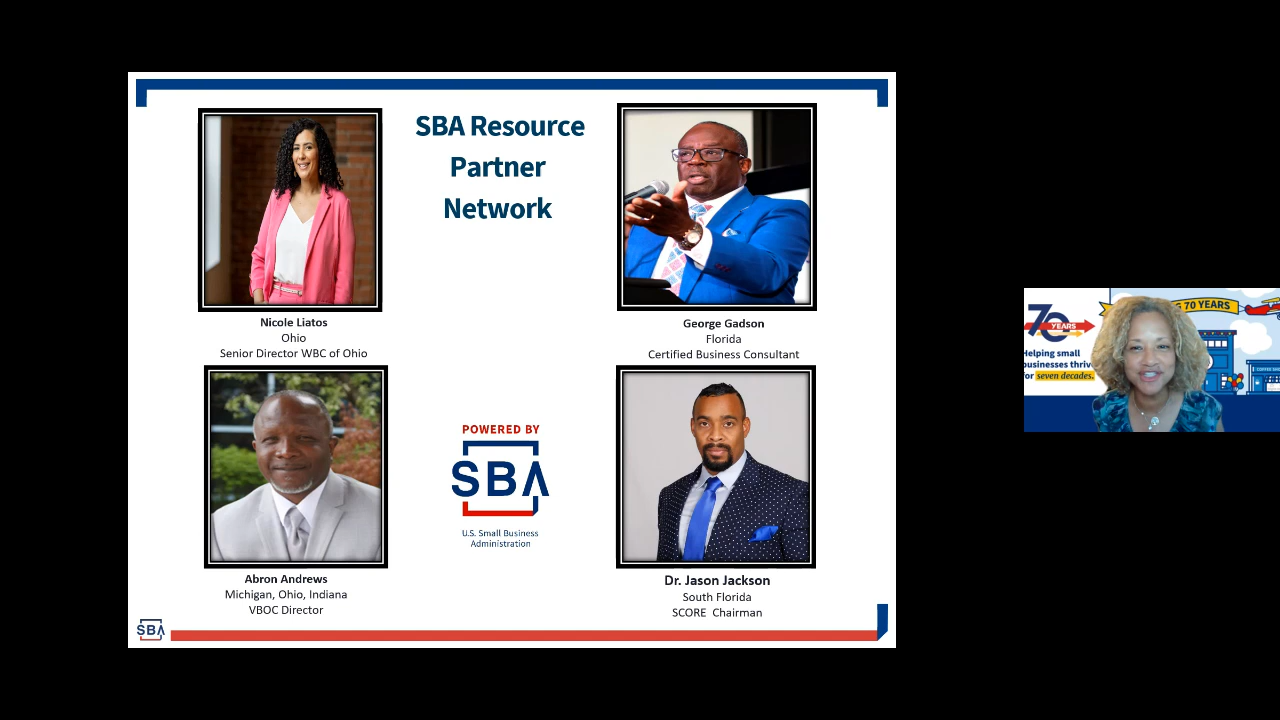 SBA Resource
Partner
Network
Nicole Liatos
Ohio
Senior Director WBC of Ohio
George Gadson
Florida
Certified Business Consultant
Abron Andrews
Michigan, Ohio, Indiana
VBOC Director
POWERED BY
SBA
U.S. Small Business
Administration
Dr. Jason Jackson
South Florida
SCORE Chairman
SBA
70
YEARS
Helping small
businesses thriv
for seven decades.
G 70 YEARS